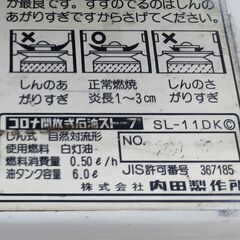 が最良です。すすのでるのはしんの
あがりすぎですからさげてください。
しんのあ
がりすぎ
正常燃焼
炎長1〜3cm
しんのさ
がりすぎ
コロナ開放式石油ストーブ SL-11DKⒸ
しん式 自然対流形
使用燃料 白灯油
燃料消費量 0.50ℓ/h
油タンク容量 6.0ℓ
NO.
JIS許可番号 367185
株式会社 内田製作所